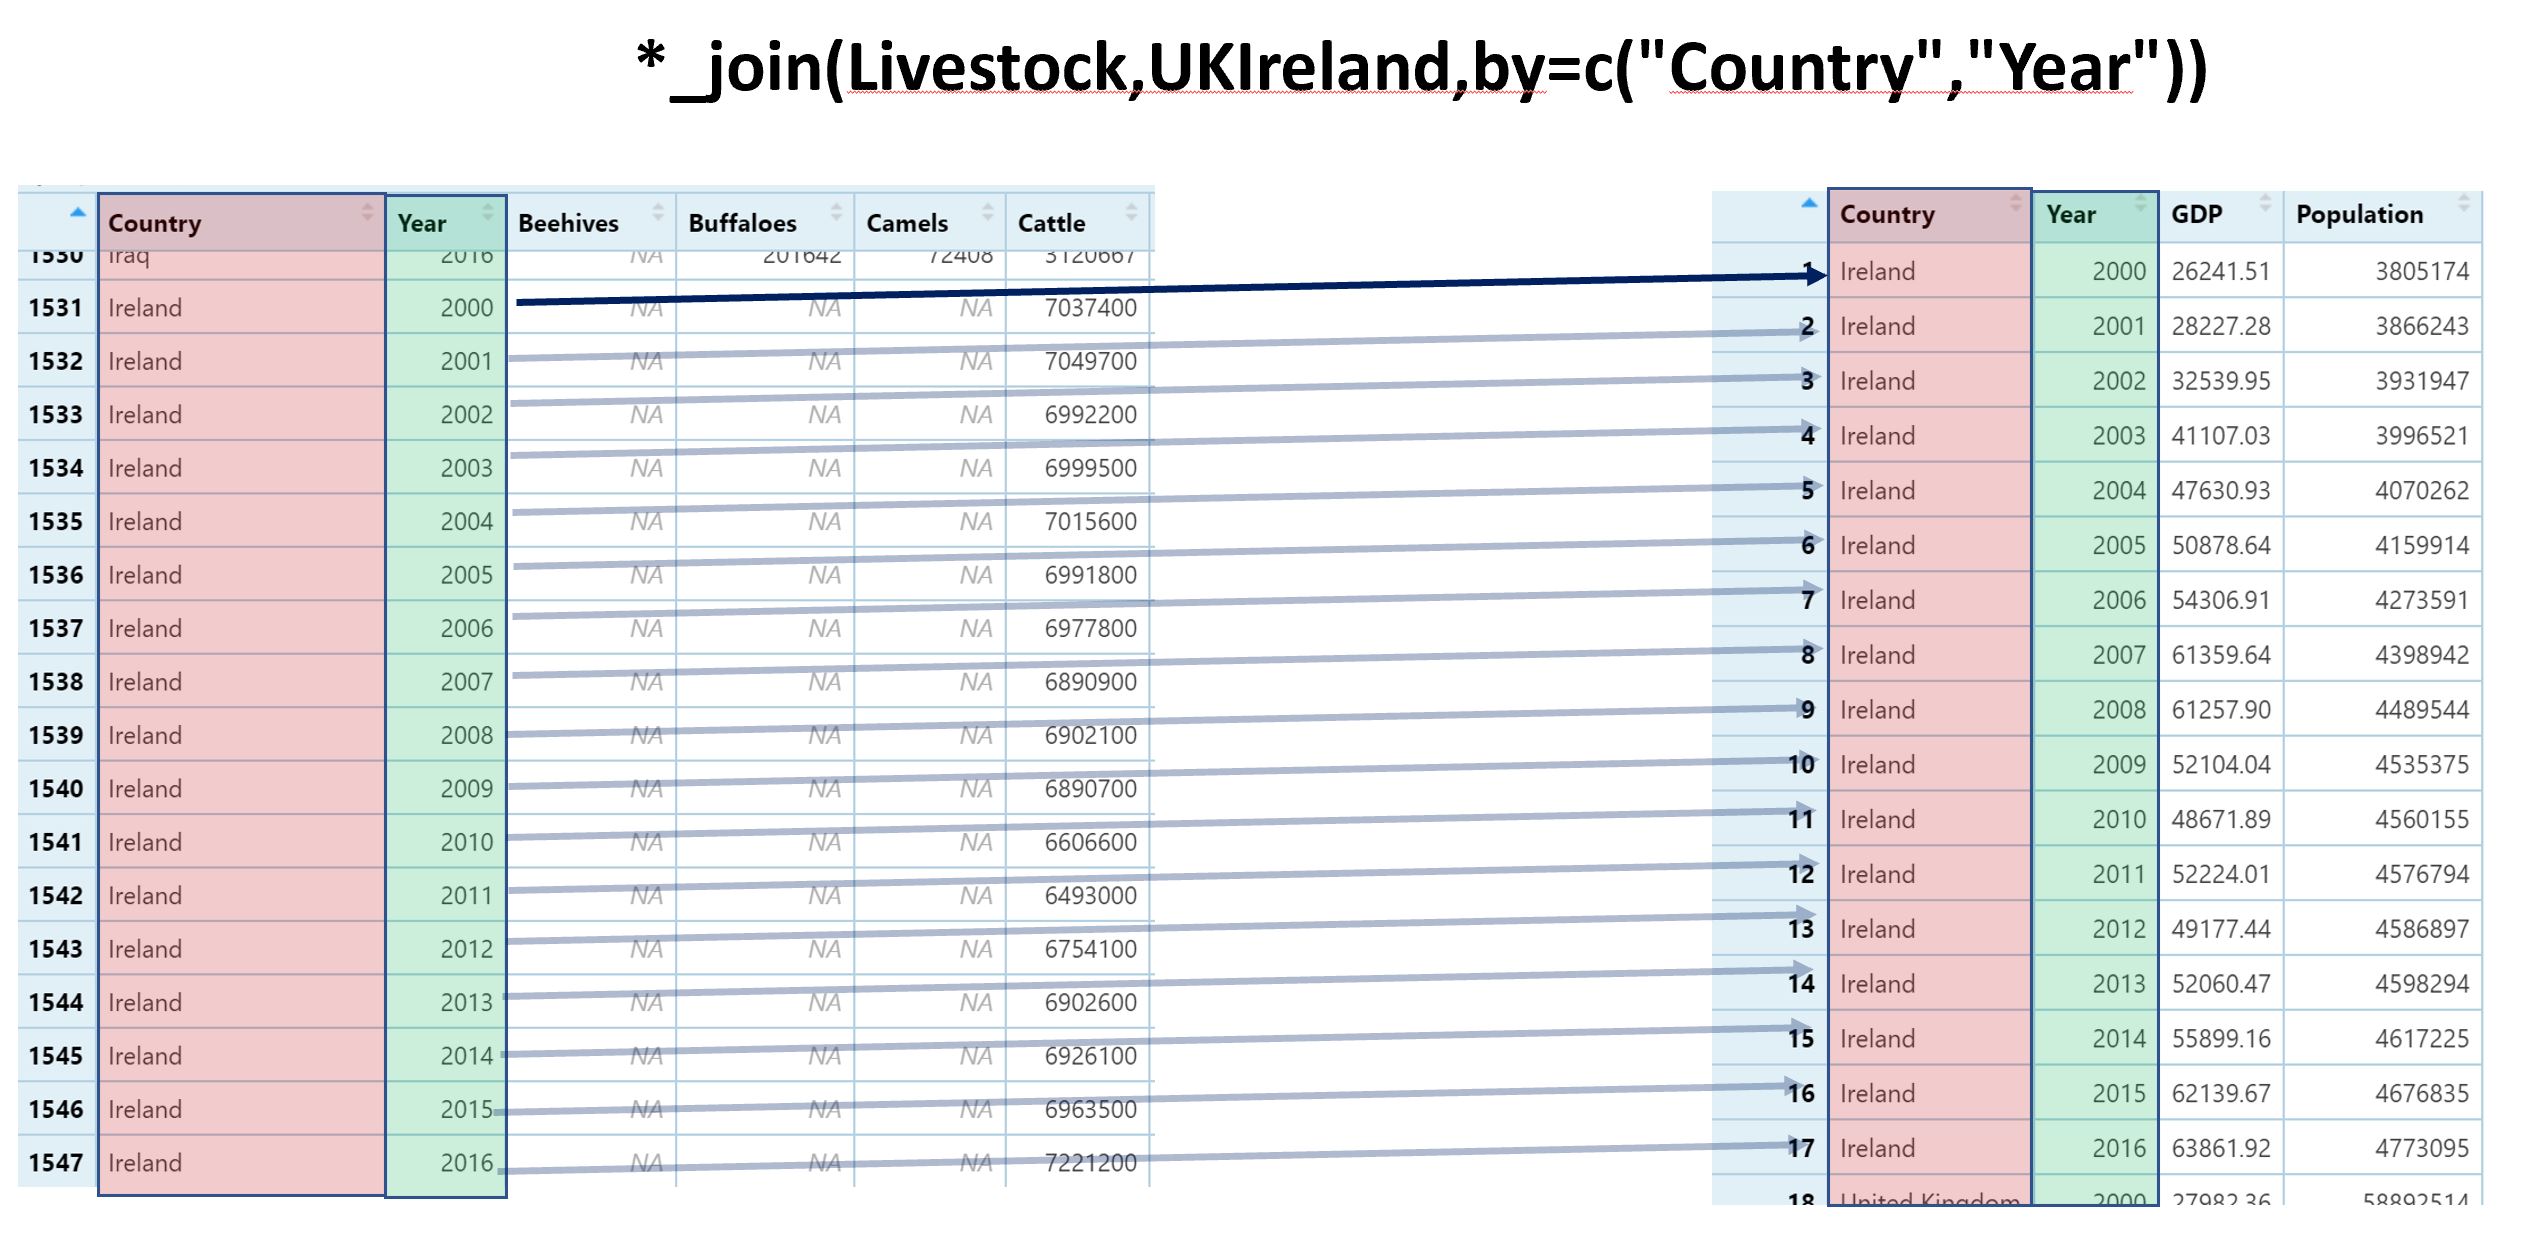 *_join(Livestock,UKIreland,by=c("Country","Year"))
Country Year Beehives Buffaloes Camels Cattle
1530 Iraq 2016 NA 201642 72408 3120667
1531 Ireland 2000 NA NA NA 7037400
1532 Ireland 2001 NA NA NA 7049700
1533 Ireland 2002 NA NA NA 6992200
1534 Ireland 2003 NA NA NA 6999500
1535 Ireland 2004 NA NA NA 7015600
1536 Ireland 2005 NA NA NA 6991800
1537 Ireland 2006 NA NA NA 6977800
1538 Ireland 2007 NA NA NA 6890900
1539 Ireland 2008 NA NA NA 6902100
1540 Ireland 2009 NA NA NA 6890700
1541 Ireland 2010 NA NA NA 6606600
1542 Ireland 2011 NA NA NA 6493000
1543 Ireland 2012 NA NA NA 6754100
1544 Ireland 2013 NA NA NA 6902600
1545 Ireland 2014 NA NA NA 6926100
1546 Ireland 2015 NA NA NA 6963500
1547 Ireland 2016 NA NA NA 7221200
Country Year GDP Population
1 Ireland 2000 26241.51 3805174
2 Ireland 2001 28227.28 3866243
3 Ireland 2002 32539.95 3931947
4 Ireland 2003 41107.03 3996521
5 Ireland 2004 47630.93 4070262
6 Ireland 2005 50878.64 4159914
7 Ireland 2006 54306.91 4273591
8 Ireland 2007 61359.64 4398942
9 Ireland 2008 61257.90 4489544
10 Ireland 2009 52104.04 4535375
11 Ireland 2010 48671.89 4560155
12 Ireland 2011 52224.01 4576794
13 Ireland 2012 49177.44 4586897
14 Ireland 2013 52060.47 4598294
15 Ireland 2014 55899.16 4617225
16 Ireland 2015 62139.67 4676835
17 Ireland 2016 63861.92 4773095
18 United Kingdom 2000 27982.36 58892514